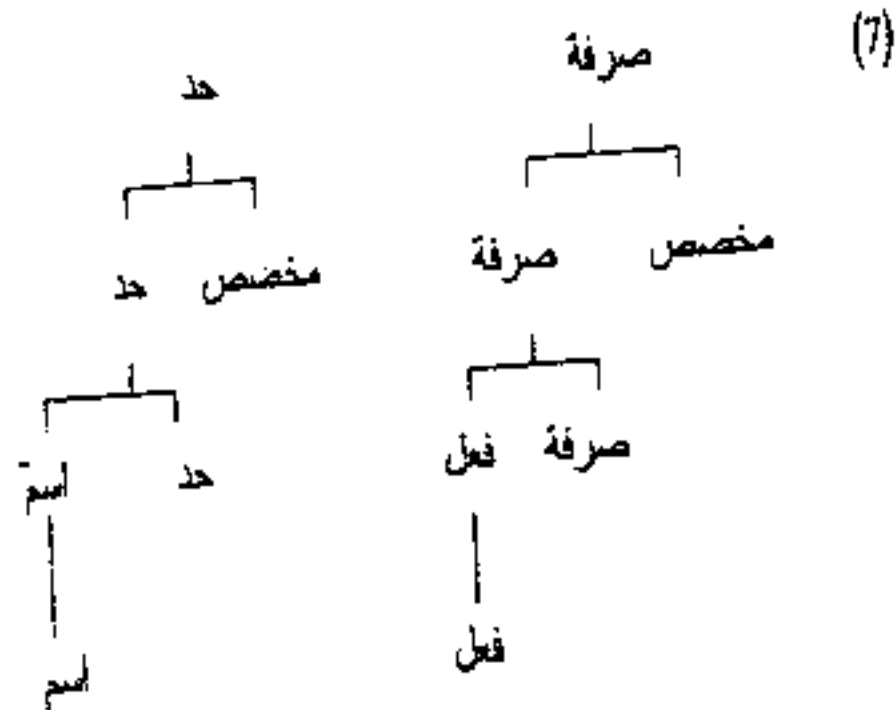 (7)
صرفة حد
مخصص صرفة مخصص حد
صرفة فعل حد اسم
فعل اسم